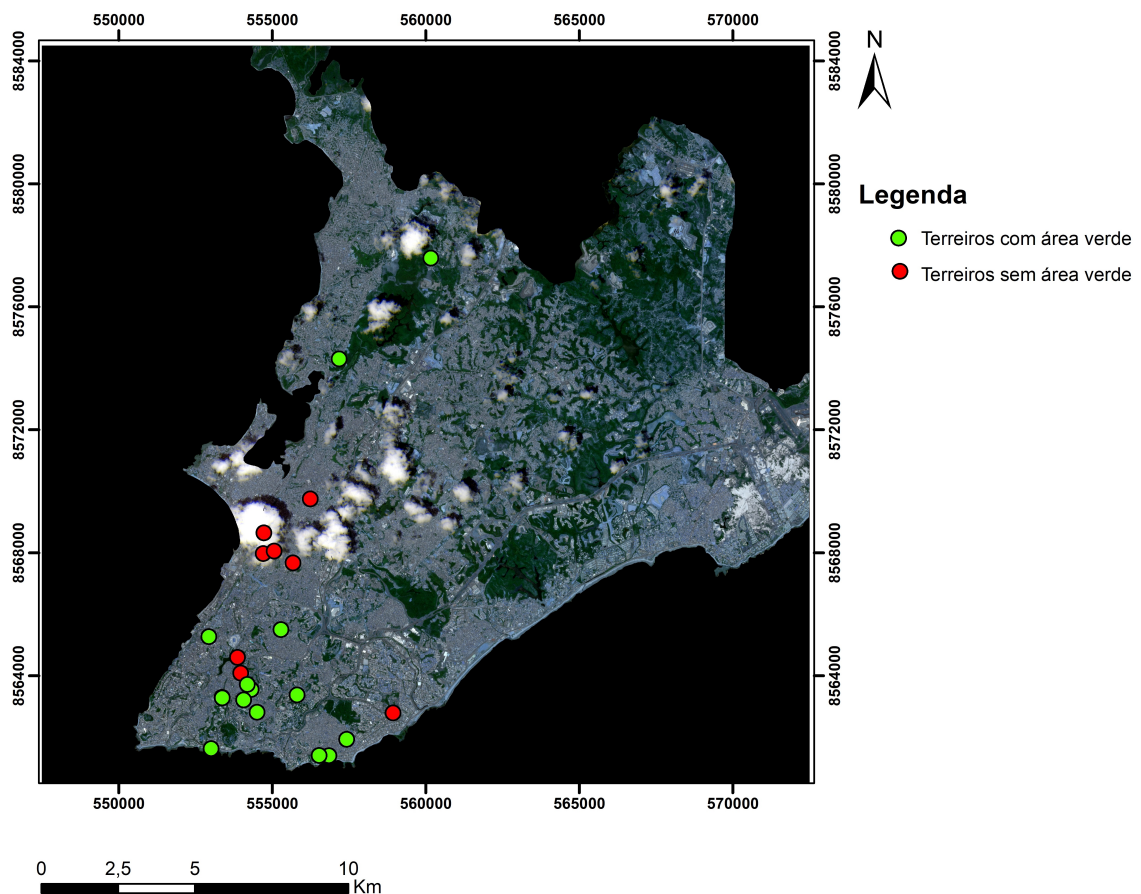 550000 555000 560000 565000 570000
N
8584000 8584000
8580000 8580000
Legenda
Terreiros com área verde
Terreiros sem área verde
8576000 8576000
8572000 8572000
8568000 8568000
8564000 8564000
550000 555000 560000 565000 570000
0 2,5 5 10
Km